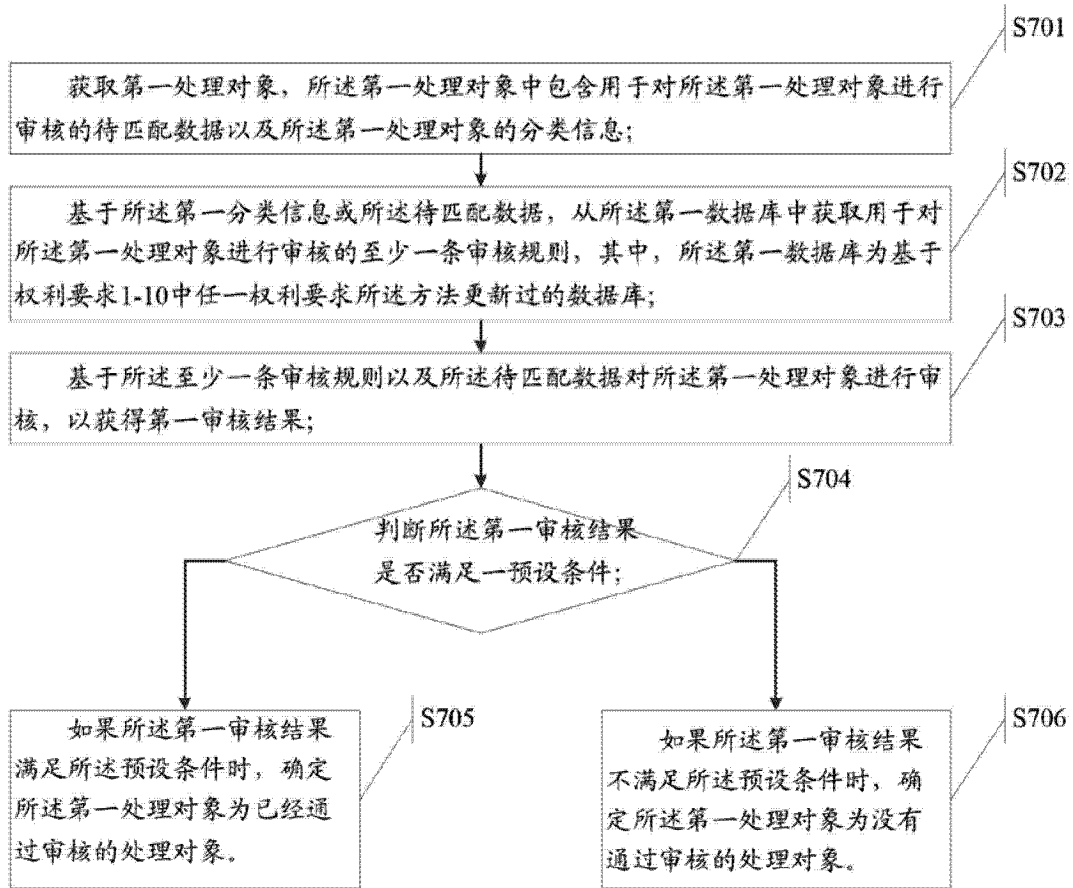 S701
获取第一处理对象，所述第一处理对象中包含用于对所述第一处理对象进行
审核的待匹配数据以及所述第一处理对象的分类信息；
S702
基于所述第一分类信息或所述待匹配数据，从所述第一数据库中获取用于对
所述第一处理对象进行审核的至少一条审核规则，其中，所述第一数据库为基于
权利要求1-10中任一权利要求所述方法更新过的数据库；
S703
基于所述至少一条审核规则以及所述待匹配数据对所述第一处理对象进行审
核，以获得第一审核结果；
S704
判断所述第一审核结果
是否满足一预设条件；
S705
如果所述第一审核结果
满足所述预设条件时，确定
所述第一处理对象为已经通
过审核的处理对象。
S706
如果所述第一审核结果
不满足所述预设条件时，确
定所述第一处理对象为没有
通过审核的处理对象。